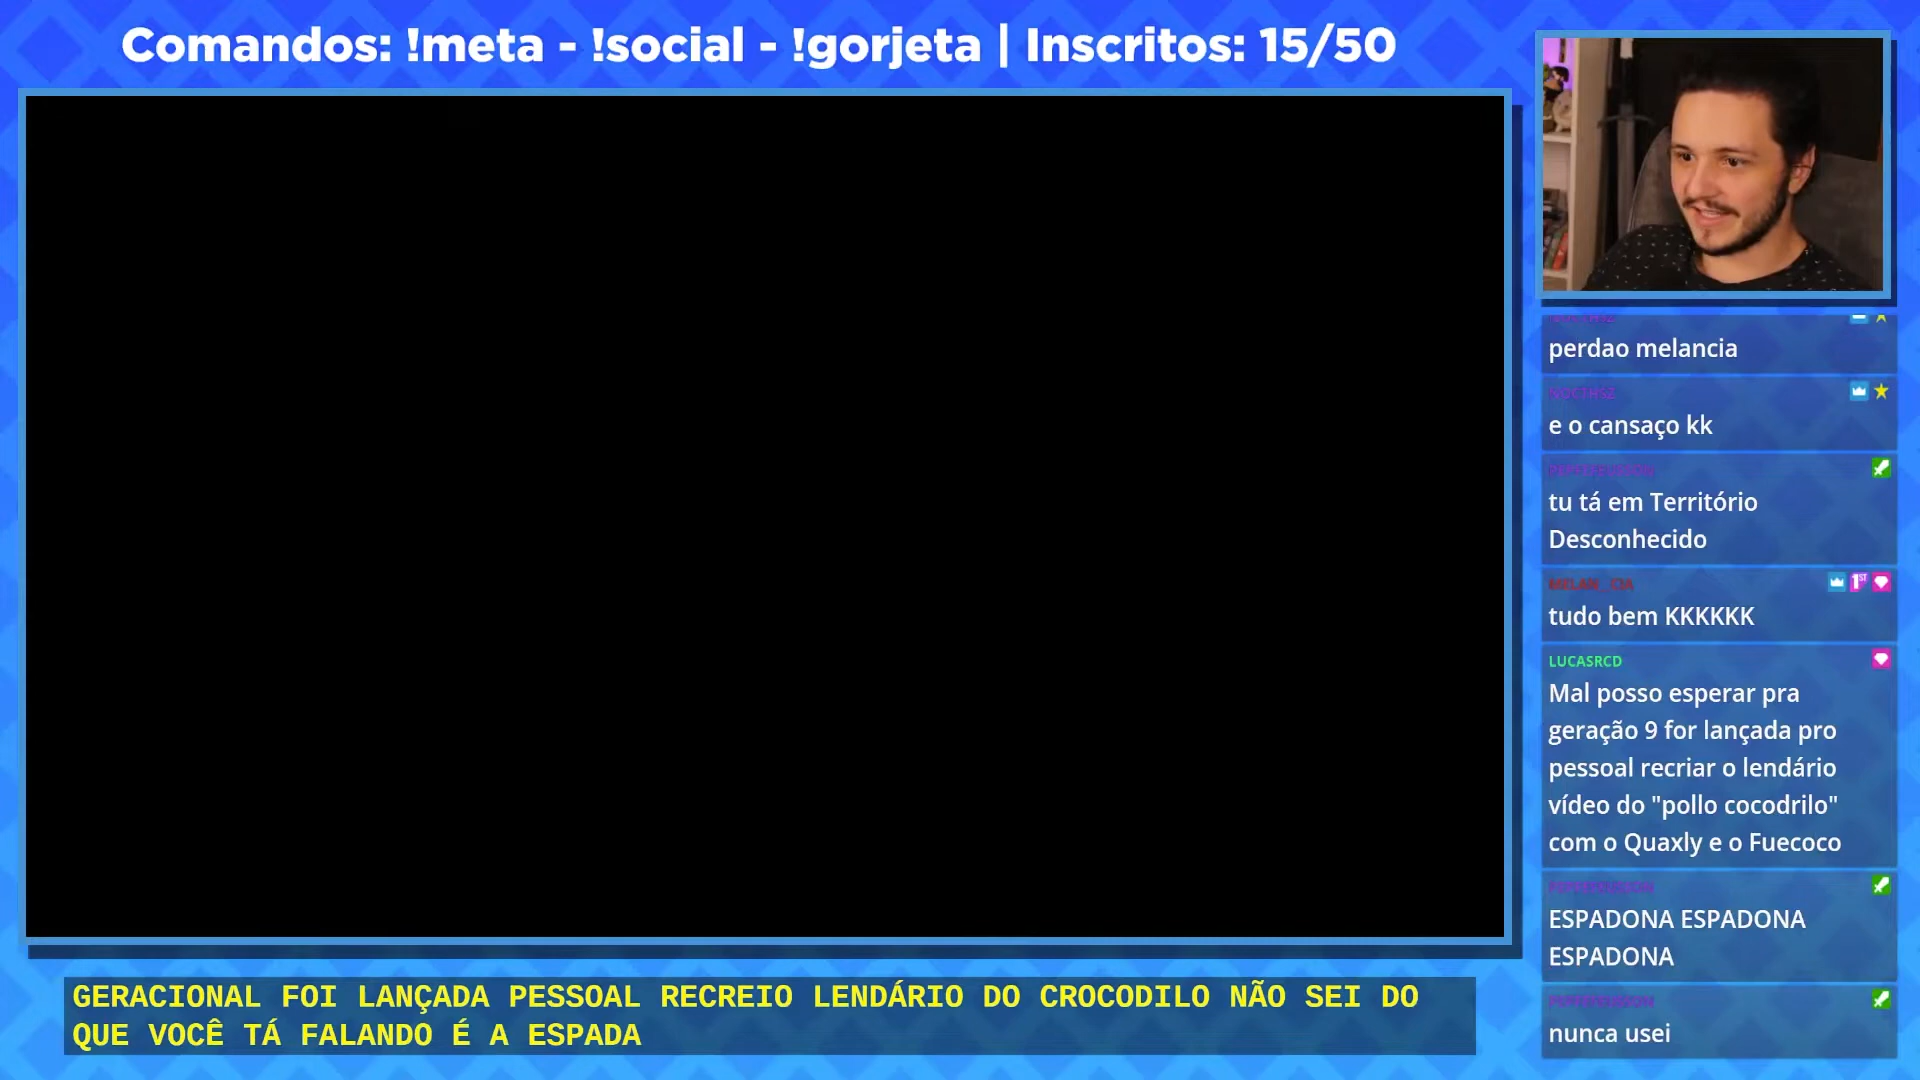 Comandos: !meta - !social - !gorjeta | Inscritos: 15/50
perdao melancia
NOCTHSZ
e o cansaço kk
tu tá em Território
Desconhecido
1ST
tudo bem KKKKKK
LUCASRCD
Mal posso esperar pra
geração 9 for lançada pro
pessoal recriar o lendário
vídeo do "pollo cocodrilo"
com o Quaxly e o Fuecoco
ESPADONA ESPADONA
ESPADONA
nunca usei
GERACIONAL FOI LANÇADA PESSOAL RECREIO LENDÁRIO DO CROCODILO NÃO SEI DO
QUE VOCÊ TÁ FALANDO É A ESPADA